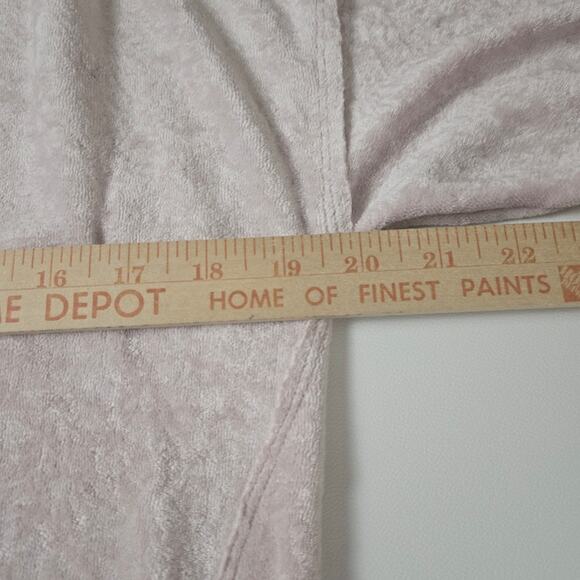 16 17 18 19 20 21 22
E DEPOT HOME OF FINEST PAINTS